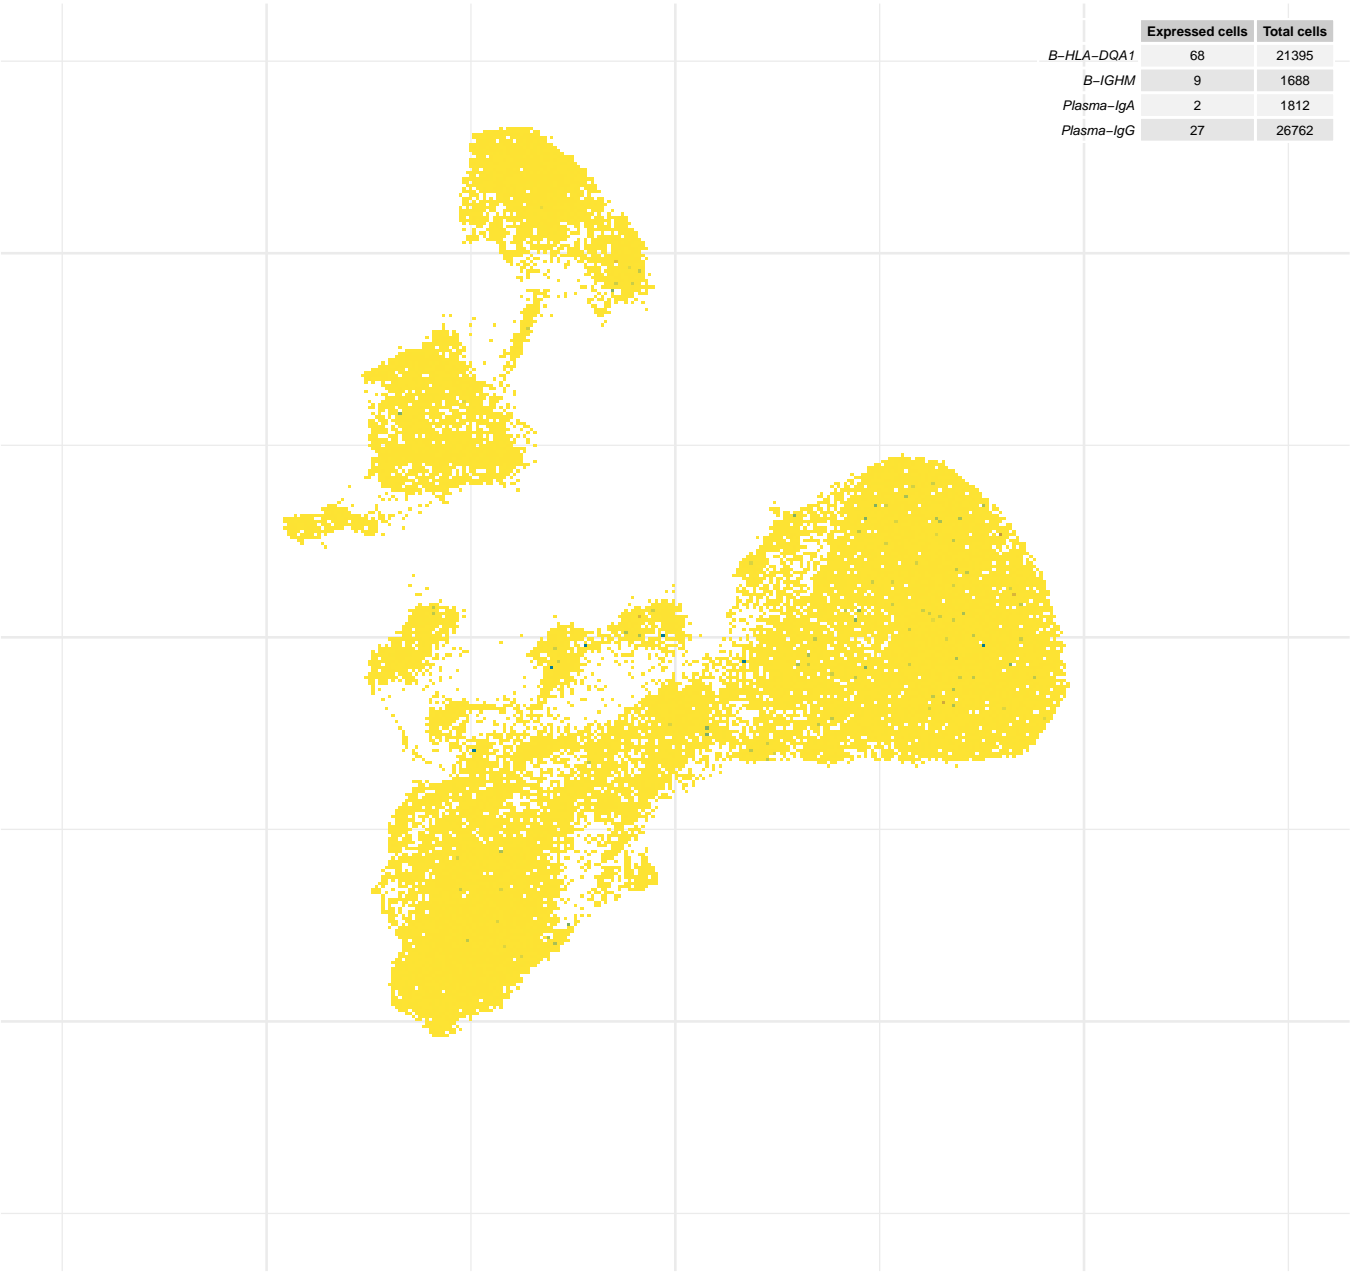 Expressed cells Total cells
B−HLA−DQA1 68 21395
B−IGHM 9 1688
Plasma−IgA 2 1812
Plasma−IgG 27 26762